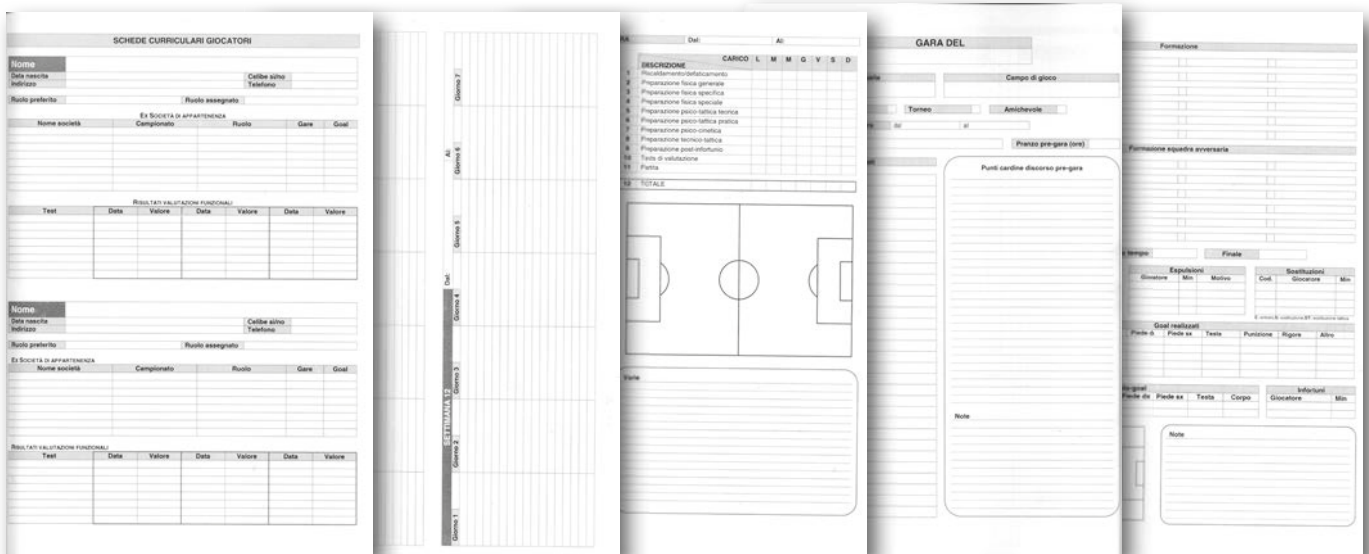 SCHEDE CURRICULARI GIOCATORI
Nome
Data nascita Celibe sì/no
Indirizzo Telefono
Ruolo preferito Ruolo assegnato
EX SOCIETÀ DI APPARTENENZA
Nome società Campionato Ruolo Gare Goal
RISULTATI VALUTAZIONI FUNZIONALI
Test Data Valore Data Valore Data Valore
Nome
Data nascita Celibe sì/no
Indirizzo Telefono
Ruolo preferito Ruolo assegnato
EX SOCIETÀ DI APPARTENENZA
Nome società Campionato Ruolo Gare Goal
RISULTATI VALUTAZIONI FUNZIONALI
Test Data Valore Data Valore Data Valore
SETTIMANA 12 Dal: Al:
Giorno 1 Giorno 2 Giorno 3 Giorno 4 Giorno 5 Giorno 6 Giorno 7
RA Dal: Al:
DESCRIZIONE CARICO L M M G V S D
1 Riscaldamento/defaticamento
2 Preparazione fisica generale
3 Preparazione fisica specifica
4 Preparazione fisica speciale
5 Preparazione psico-tattica teorica
6 Preparazione psico-tattica pratica
7 Preparazione psico-cinetica
8 Preparazione tecnico-tattica
9 Preparazione post-infortunio
10 Tests di valutazione
11 Partita
12 TOTALE
Varie
GARA DEL
Campo di gioco
Torneo Amichevole
dal al
Pranzo pre-gara (ore)
Punti cardine discorso pre-gara
Note
Formazione
Formazione squadra avversaria
tempo Finale
Espulsioni Sostituzioni
Giocatore Min Motivo Cod. Giocatore Min
Goal realizzati
Piede d Piede sx Testa Punizione Rigore Altro
Infortuni
Piede dx Piede sx Testa Corpo Giocatore Min
Note